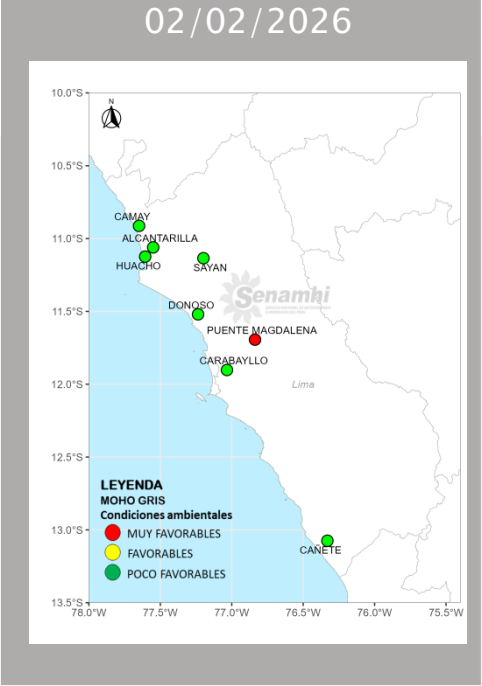 02/02/2026
10.0°S
N
10.5°S
CAMAY
11.0°S
ALCANTARILLA
HUACHO
SAYAN
Senamhi
11.5°S
DONOSO
PUENTE MAGDALENA
CARABAYLLO
12.0°S
Lima
12.5°S
LEYENDA
MOHO GRIS
Condiciones ambientales
MUY FAVORABLES
FAVORABLES
POCO FAVORABLES
13.0°S
CAÑETE
13.5°S
78.0°W 77.5°W 77.0°W 76.5°W 76.0°W 75.5°W